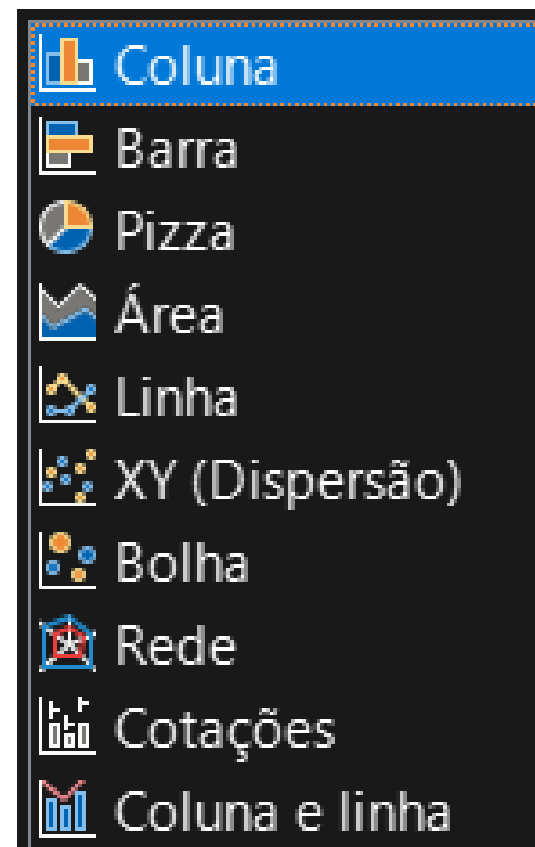 Coluna
Barra
Pizza
Área
Linha
XY (Dispersão)
Bolha
Rede
Cotações
Coluna e linha